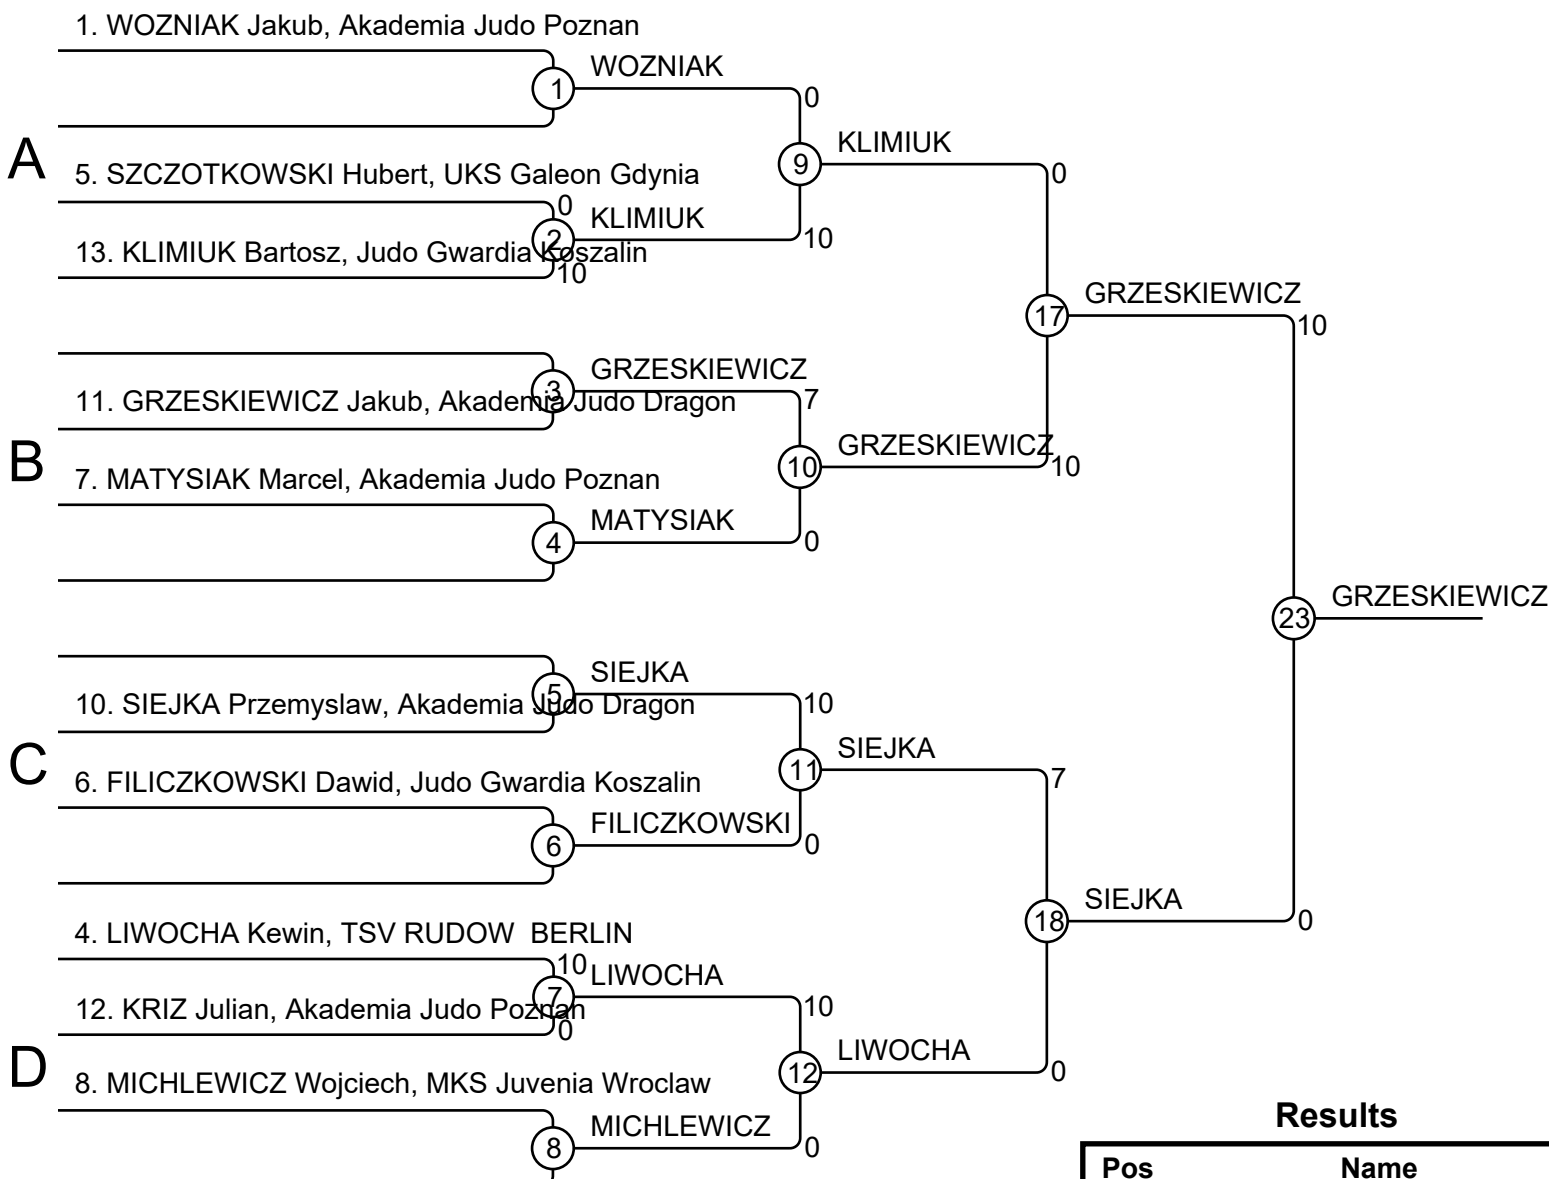 1. WOZNIAK Jakub, Akademia Judo Poznan
WOZNIAK
1
0
A
KLIMIUK
9
5. SZCZOTKOWSKI Hubert, UKS Galeon Gdynia
0
0
KLIMIUK
2
10
13. KLIMIUK Bartosz, Judo Gwardia Koszalin
10
GRZESKIEWICZ
17
10
GRZESKIEWICZ
3
7
11. GRZESKIEWICZ Jakub, Akademia Judo Dragon
B
GRZESKIEWICZ
10
10
7. MATYSIAK Marcel, Akademia Judo Poznan
MATYSIAK
4
0
GRZESKIEWICZ
23
SIEJKA
5
10
10. SIEJKA Przemyslaw, Akademia Judo Dragon
C
SIEJKA
11
7
6. FILICZKOWSKI Dawid, Judo Gwardia Koszalin
FILICZKOWSKI
6
0
SIEJKA
18
0
4. LIWOCHA Kewin, TSV RUDOW  BERLIN
10
LIWOCHA
7
10
12. KRIZ Julian, Akademia Judo Poznan
0
D
LIWOCHA
12
0
8. MICHLEWICZ Wojciech, MKS Juvenia Wroclaw
MICHLEWICZ
8
0
Results
Pos Name